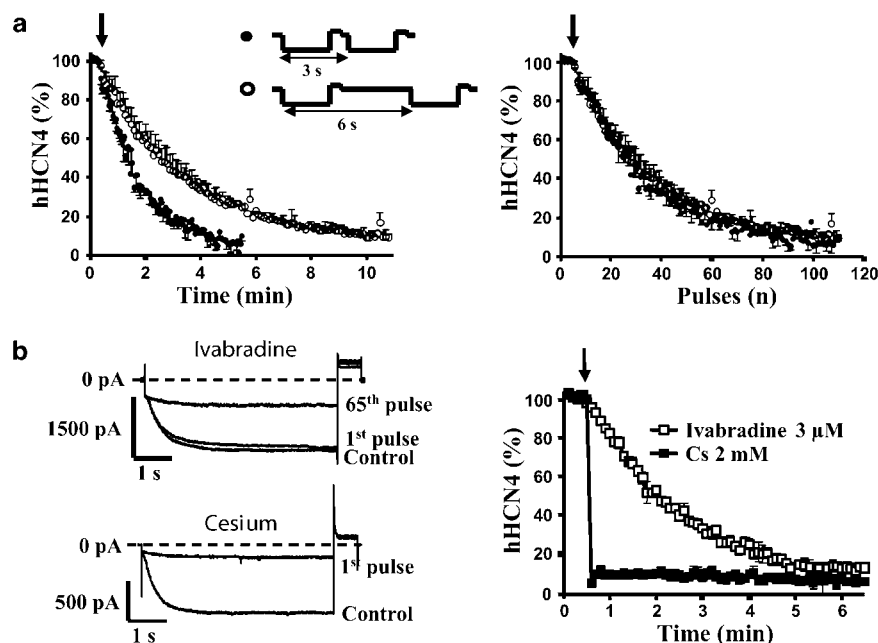 a
hHCN4 (%)
100
80
60
40
20
0
0 2 4 6 8 10
Time (min)
3 s
6 s
hHCN4 (%)
100
80
60
40
20
0
0 20 40 60 80 100 120
Pulses (n)
b
Ivabradine
0 pA
65th pulse
1500 pA
1st pulse
Control
1 s
Cesium
0 pA
1st pulse
500 pA
Control
1 s
hHCN4 (%)
100
80
60
40
20
0
Ivabradine 3 µM
Cs 2 mM
0 1 2 3 4 5 6
Time (min)